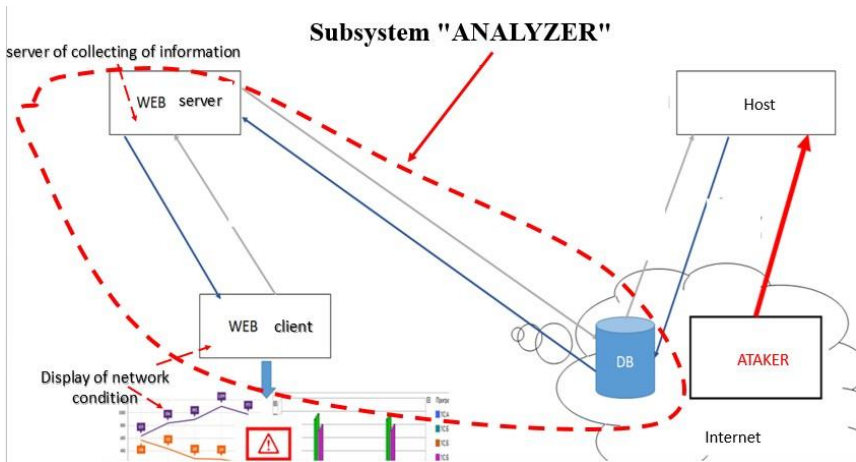 Subsystem "ANALYZER"
server of collecting of information
WEB server
Host
WEB client
DB
ATAKER
Display of network
condition
Internet